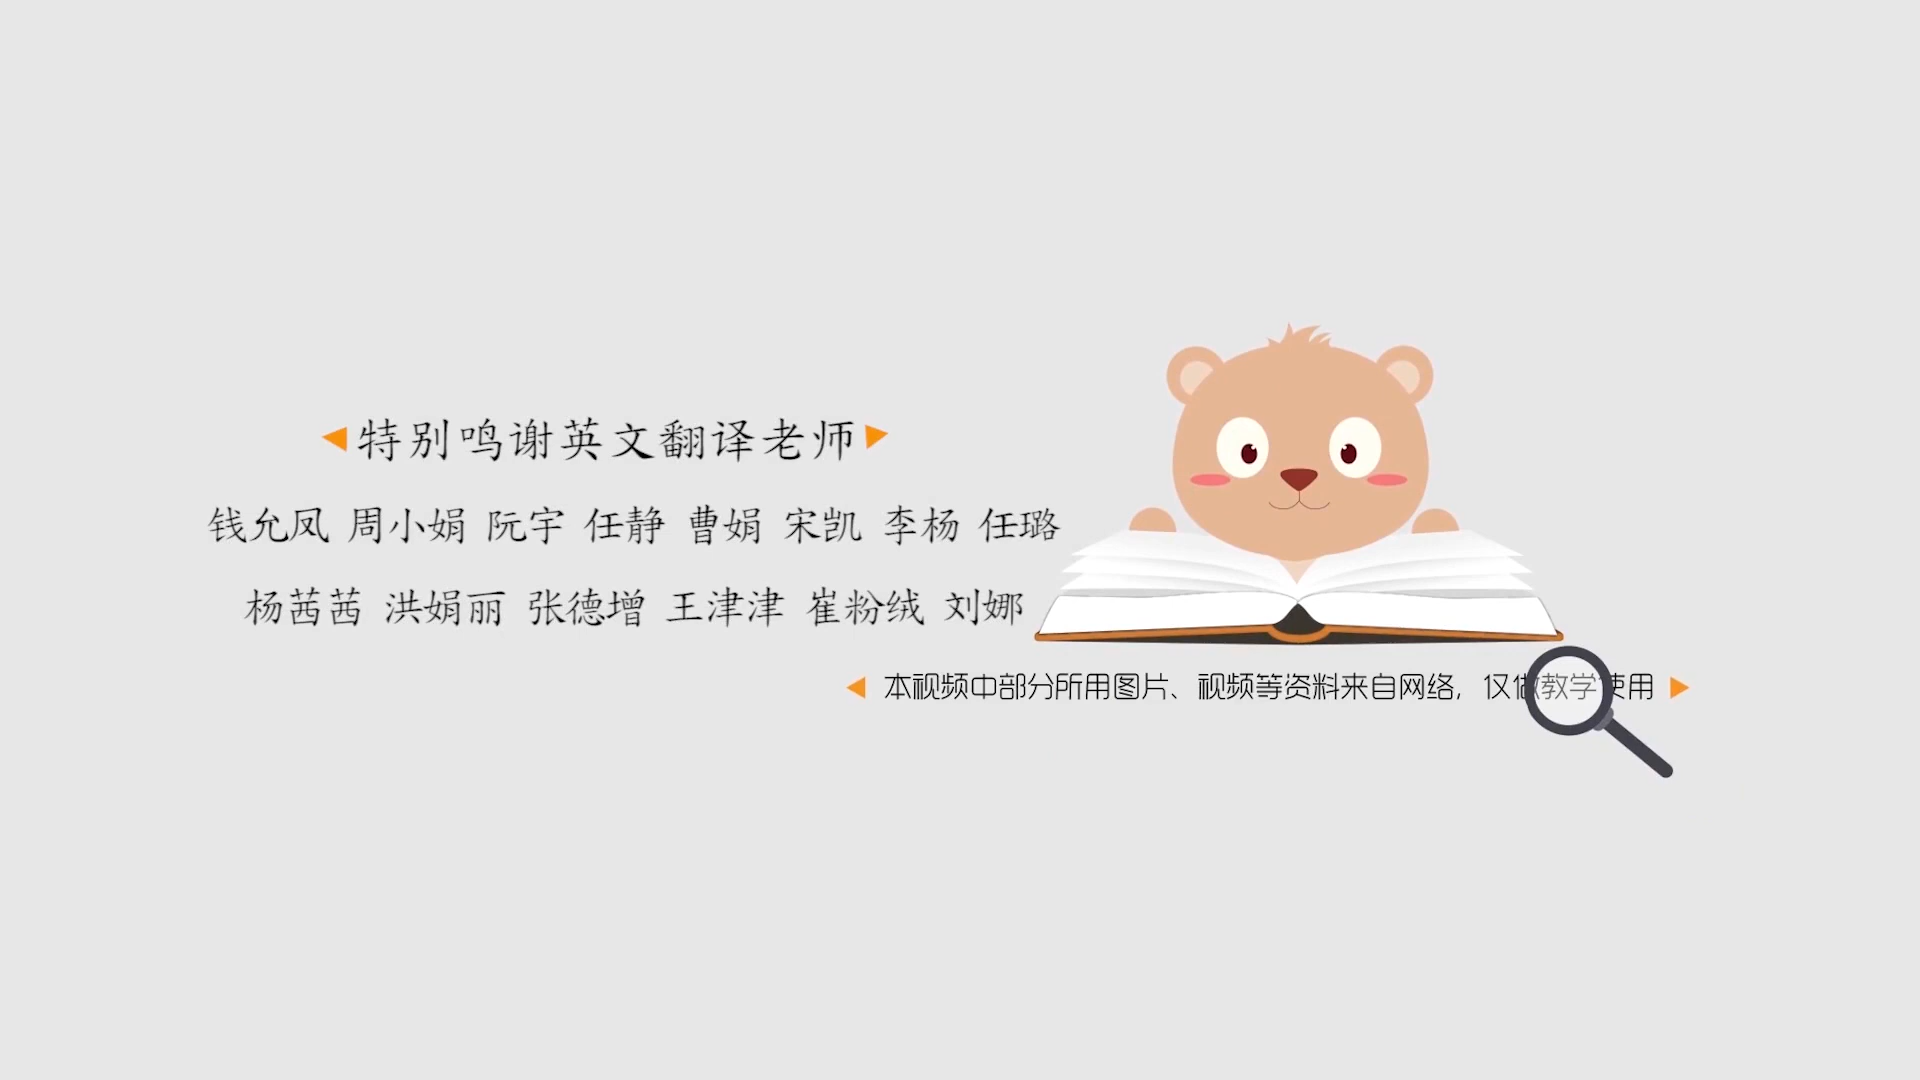 特别鸣谢英文翻译老师
钱允凤 周小娟 阮宇 任静 曹娟 宋凯 李杨 任璐
杨茜茜 洪娟丽 张德增 王津津 崔粉绒 刘娜
本视频中部分所用图片、视频等资料来自网络，仅做教学使用